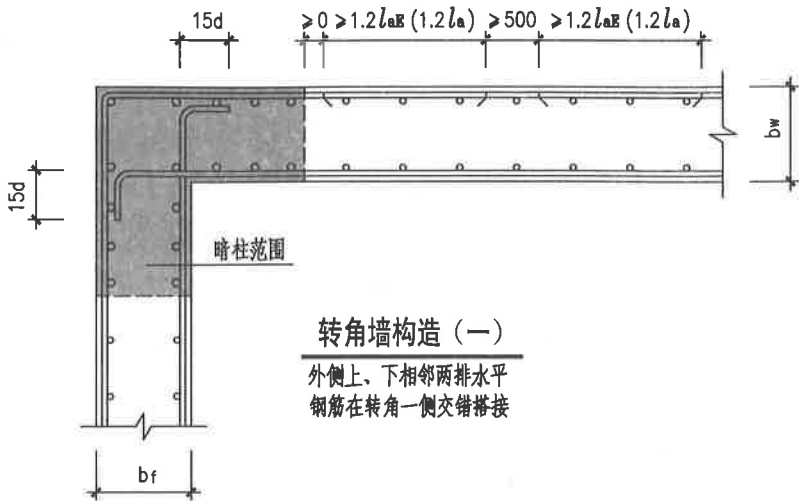 15d
≥0 ≥1.2laE (1.2la) ≥500 ≥1.2laE (1.2la)
bw
15d
暗柱范围
转角墙构造（一）
外侧上、下相邻两排水平
钢筋在转角一侧交错搭接
bf